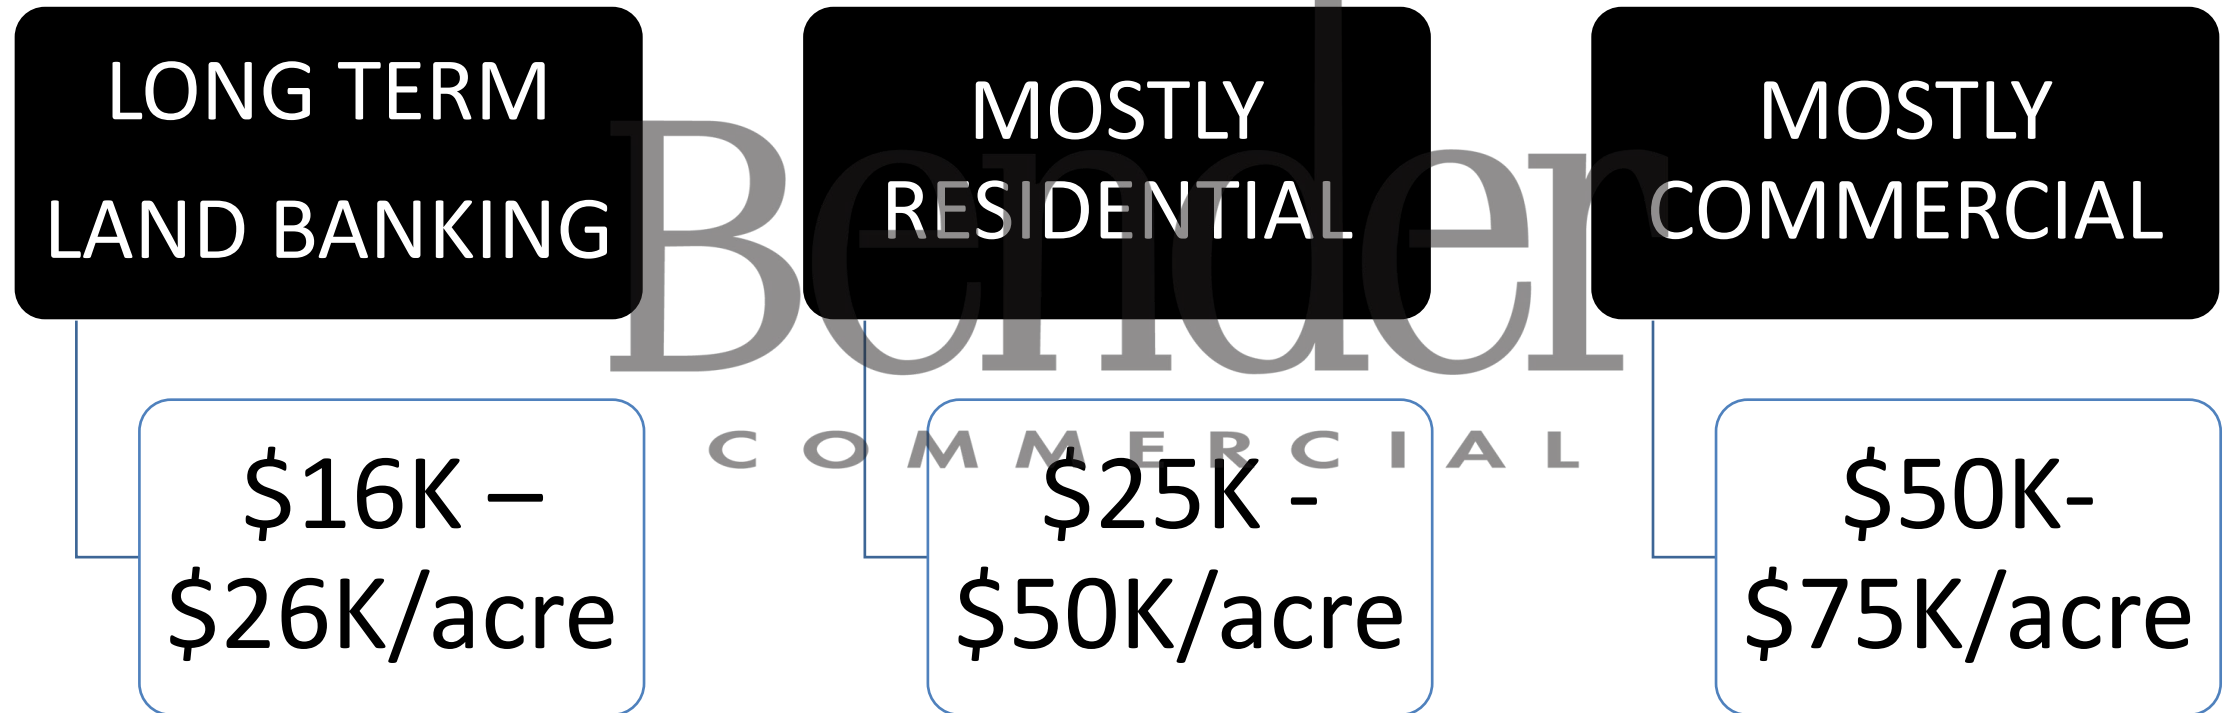 LONG TERM
LAND BANKING
$16K –
$26K/acre
MOSTLY
RESIDENTIAL
$25K -
$50K/acre
MOSTLY
COMMERCIAL
$50K-
$75K/acre
Bender
COMMERCIAL